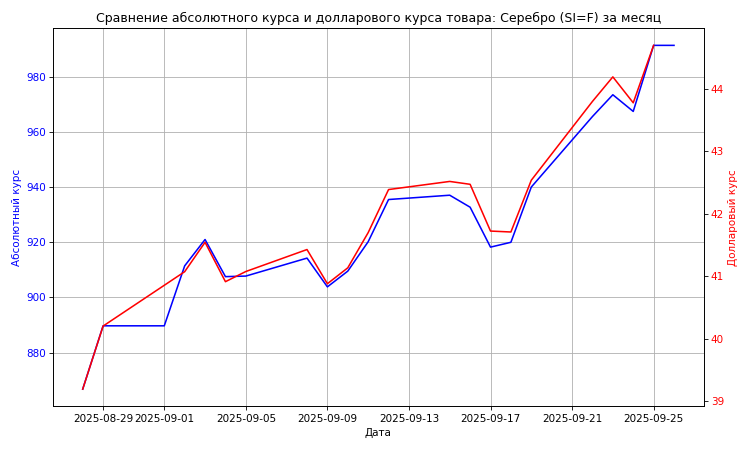 Сравнение абсолютного курса и долларового курса товара: Серебро (SI=F) за месяц
Абсолютный курс
980
960
940
920
900
880
44
43
42
41
40
39
Долларовый курс
2025-08-29 2025-09-01 2025-09-05 2025-09-09 2025-09-13 2025-09-17 2025-09-21 2025-09-25
Дата